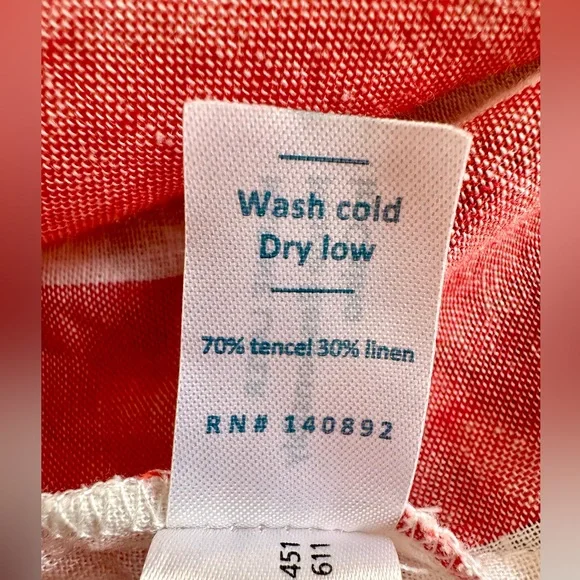 Wash cold
Dry low
70% tencel 30% linen
RN# 140892
451
611